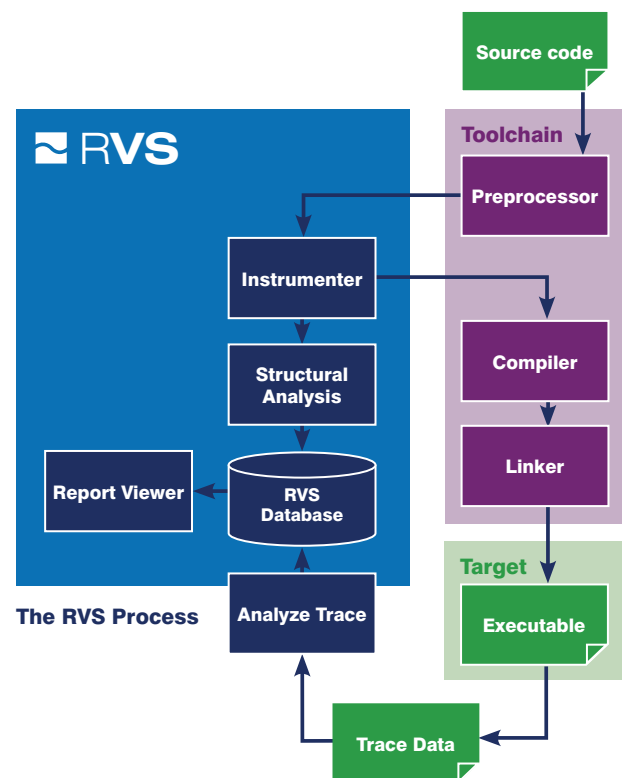 Source code
Toolchain
RVS
Preprocessor
Instrumenter
Compiler
Structural
Analysis
Linker
Report Viewer
RVS
Database
Target
The RVS Process
Analyze Trace
Executable
Trace Data